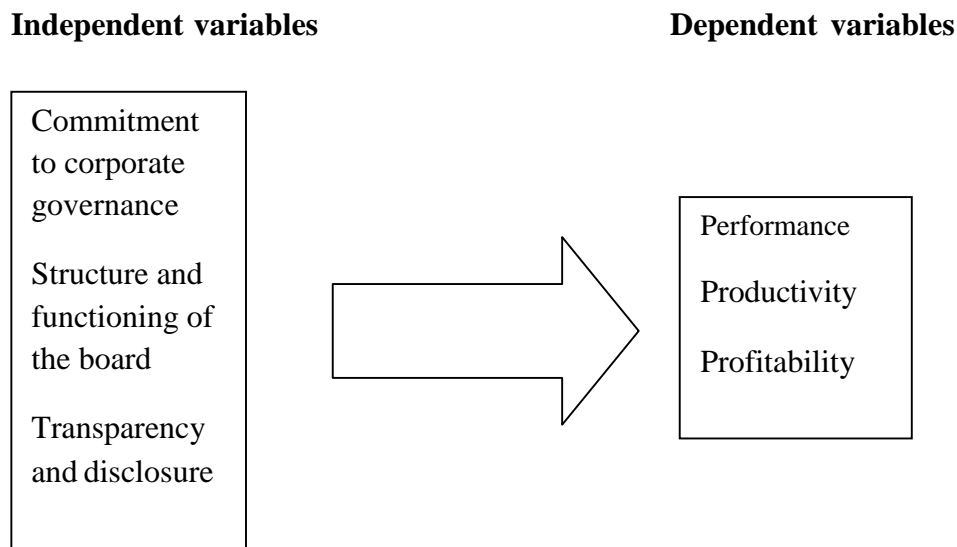 Independent variables
Dependent variables
Commitment
to corporate
governance
Structure and
functioning of
the board
Transparency
and disclosure
Performance
Productivity
Profitability